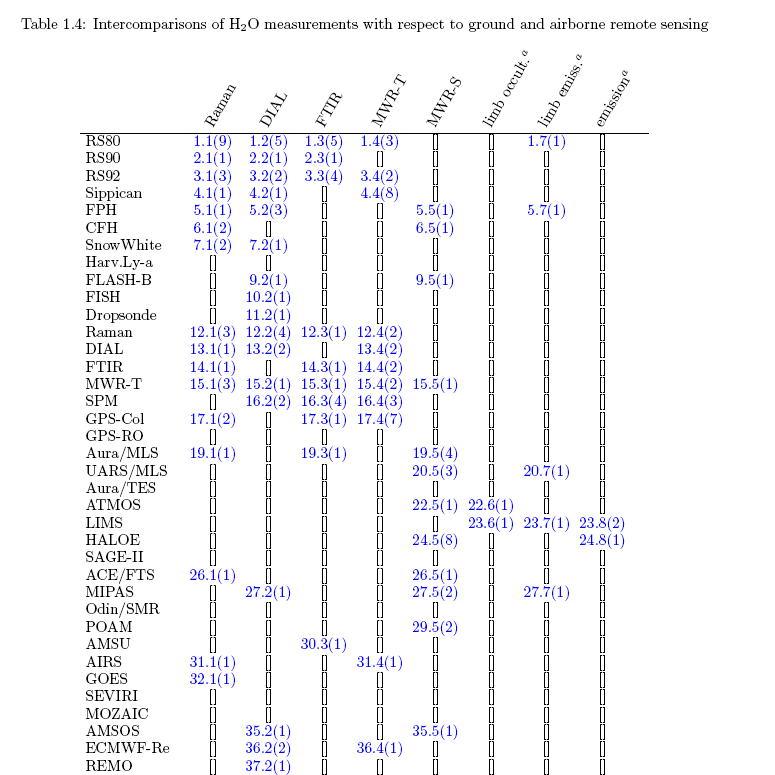 Table 1.4: Intercomparisons of H₂O measurements with respect to ground and airborne remote sensing
Raman DIAL FTIR MWR-T MWR-S limb occult.ᵃ limb emiss.ᵃ emissionᵃ
RS80 1.1(9) 1.2(5) 1.3(5) 1.4(3) [] [] 1.7(1) []
RS90 2.1(1) 2.2(1) 2.3(1) [] [] [] [] []
RS92 3.1(3) 3.2(2) 3.3(4) 3.4(2) [] [] [] []
Sippican 4.1(1) 4.2(1) [] 4.4(8) [] [] [] []
FPH 5.1(1) 5.2(3) [] [] 5.5(1) [] 5.7(1) []
CFH 6.1(2) [] [] [] 6.5(1) [] [] []
SnowWhite 7.1(2) 7.2(1) [] [] [] [] [] []
Harv.Ly-a [] [] [] [] [] [] [] []
FLASH-B [] 9.2(1) [] [] 9.5(1) [] [] []
FISH [] 10.2(1) [] [] [] [] [] []
Dropsonde [] 11.2(1) [] [] [] [] [] []
Raman 12.1(3) 12.2(4) 12.3(1) 12.4(2) [] [] [] []
DIAL 13.1(1) 13.2(2) [] 13.4(2) [] [] [] []
FTIR 14.1(1) [] 14.3(1) 14.4(2) [] [] [] []
MWR-T 15.1(3) 15.2(1) 15.3(1) 15.4(2) 15.5(1) [] [] []
SPM [] 16.2(2) 16.3(4) 16.4(3) [] [] [] []
GPS-Col 17.1(2) [] 17.3(1) 17.4(7) [] [] [] []
GPS-RO [] [] [] [] [] [] [] []
Aura/MLS 19.1(1) [] 19.3(1) [] 19.5(4) [] [] []
UARS/MLS [] [] [] [] 20.5(3) [] 20.7(1) []
Aura/TES [] [] [] [] [] [] [] []
ATMOS [] [] [] [] 22.5(1) 22.6(1) [] []
LIMS [] [] [] [] [] 23.6(1) 23.7(1) 23.8(2)
HALOE [] [] [] [] 24.5(8) [] [] 24.8(1)
SAGE-II [] [] [] [] [] [] [] []
ACE/FTS 26.1(1) [] [] [] 26.5(1) [] [] []
MIPAS [] 27.2(1) [] [] 27.5(2) [] 27.7(1) []
Odin/SMR [] [] [] [] [] [] [] []
POAM [] [] [] [] 29.5(2) [] [] []
AMSU [] [] 30.3(1) [] [] [] [] []
AIRS 31.1(1) [] [] 31.4(1) [] [] [] []
GOES 32.1(1) [] [] [] [] [] [] []
SEVIRI [] [] [] [] [] [] [] []
MOZAIC [] [] [] [] [] [] [] []
AMSOS [] 35.2(1) [] [] 35.5(1) [] [] []
ECMWF-Re [] 36.2(2) [] 36.4(1) [] [] [] []
REMO [] 37.2(1) [] [] [] [] [] []